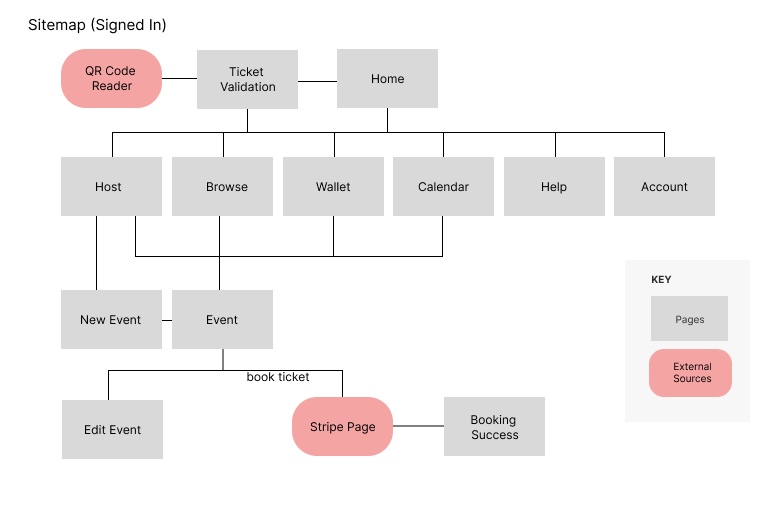 Sitemap (Signed In)
QR Code
Reader
Ticket
Validation
Home
Host
Browse
Wallet
Calendar
Help
Account
KEY
Pages
External
Sources
New Event
Event
book ticket
Edit Event
Stripe Page
Booking
Success